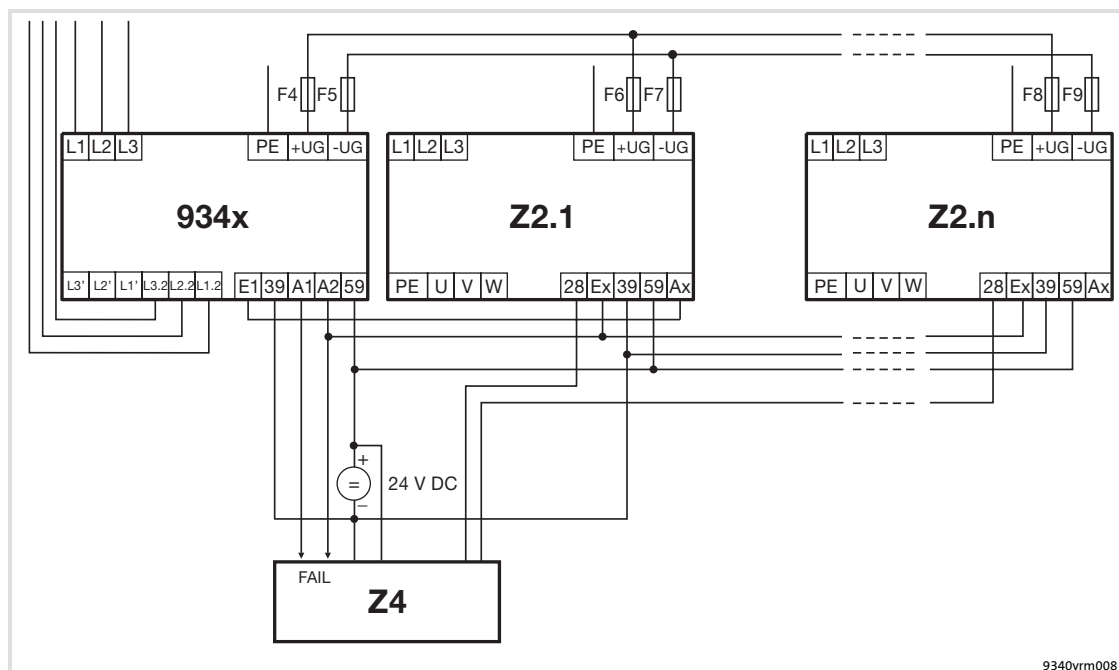 F4 F5 F6 F7 F8 F9
L1 L2 L3 PE +UG -UG
L1 L2 L3 PE +UG -UG
L1 L2 L3 PE +UG -UG
934x Z2.1 Z2.n
L3' L2' L1' L3.2 L2.2 L1.2 E1 39 A1 A2 59
PE U V W 28 Ex 39 59 Ax
PE U V W 28 Ex 39 59 Ax
+
= 24 V DC
–
FAIL
Z4
9340vrm008